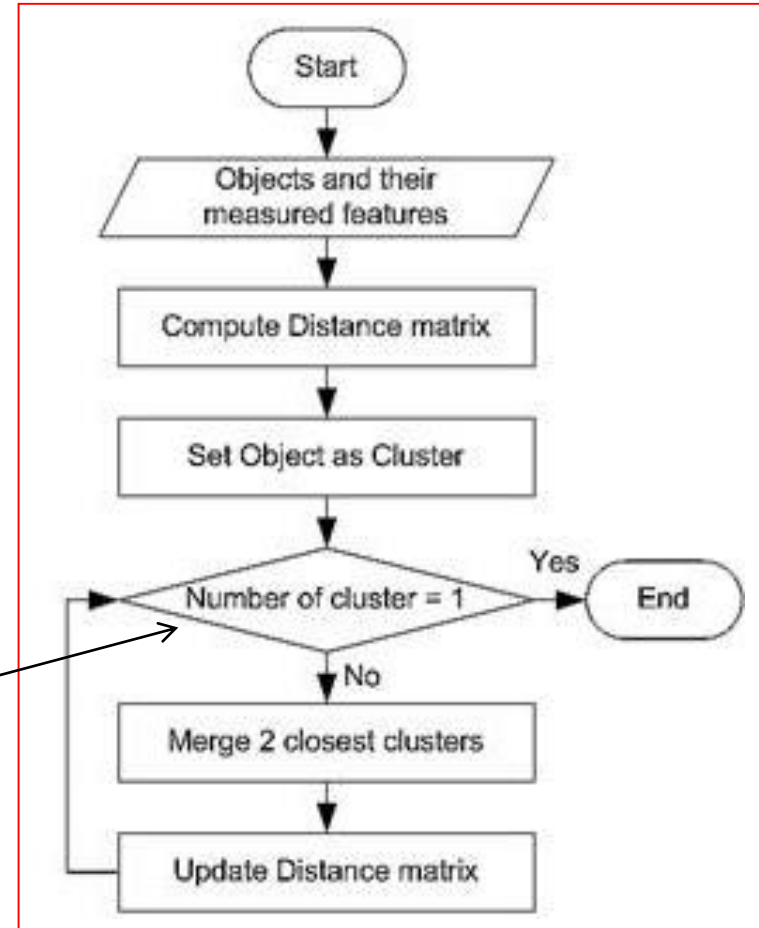 Start
Objects and their
measured features
Compute Distance matrix
Set Object as Cluster
Number of cluster = 1
Yes
End
No
Merge 2 closest clusters
Update Distance matrix